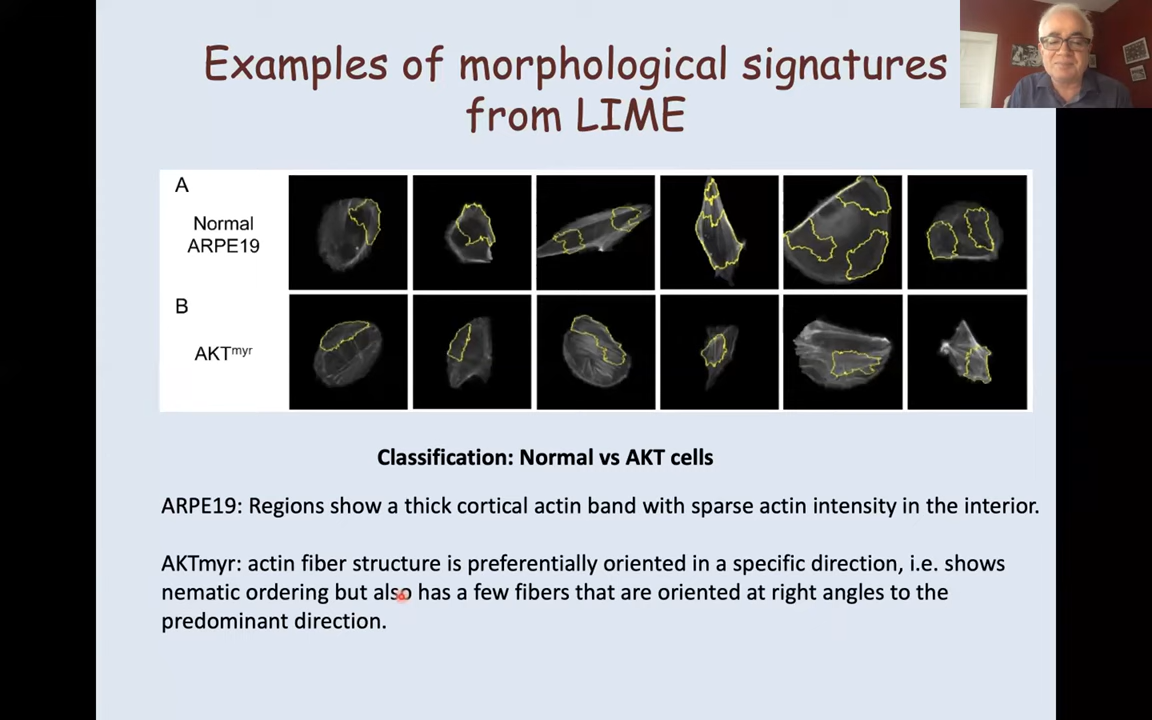 Examples of morphological signatures
from LIME
A
Normal
ARPE19
B
AKTmyr
Classification: Normal vs AKT cells
ARPE19: Regions show a thick cortical actin band with sparse actin intensity in the interior.
AKTmyr: actin fiber structure is preferentially oriented in a specific direction, i.e. shows
nematic ordering but also has a few fibers that are oriented at right angles to the
predominant direction.